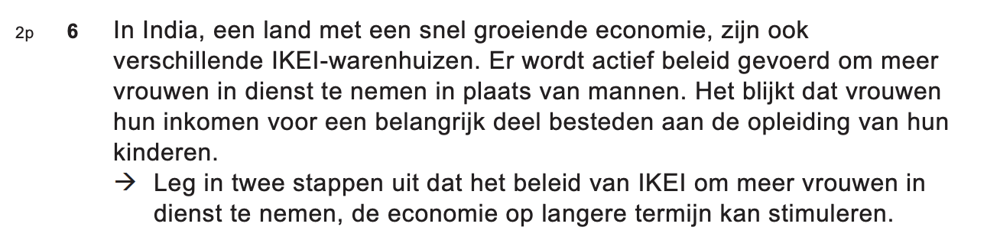 2p 6 In India, een land met een snel groeiende economie, zijn ook
verschillende IKEI-warenhuizen. Er wordt actief beleid gevoerd om meer
vrouwen in dienst te nemen in plaats van mannen. Het blijkt dat vrouwen
hun inkomen voor een belangrijk deel besteden aan de opleiding van hun
kinderen.
→ Leg in twee stappen uit dat het beleid van IKEI om meer vrouwen in
dienst te nemen, de economie op langere termijn kan stimuleren.